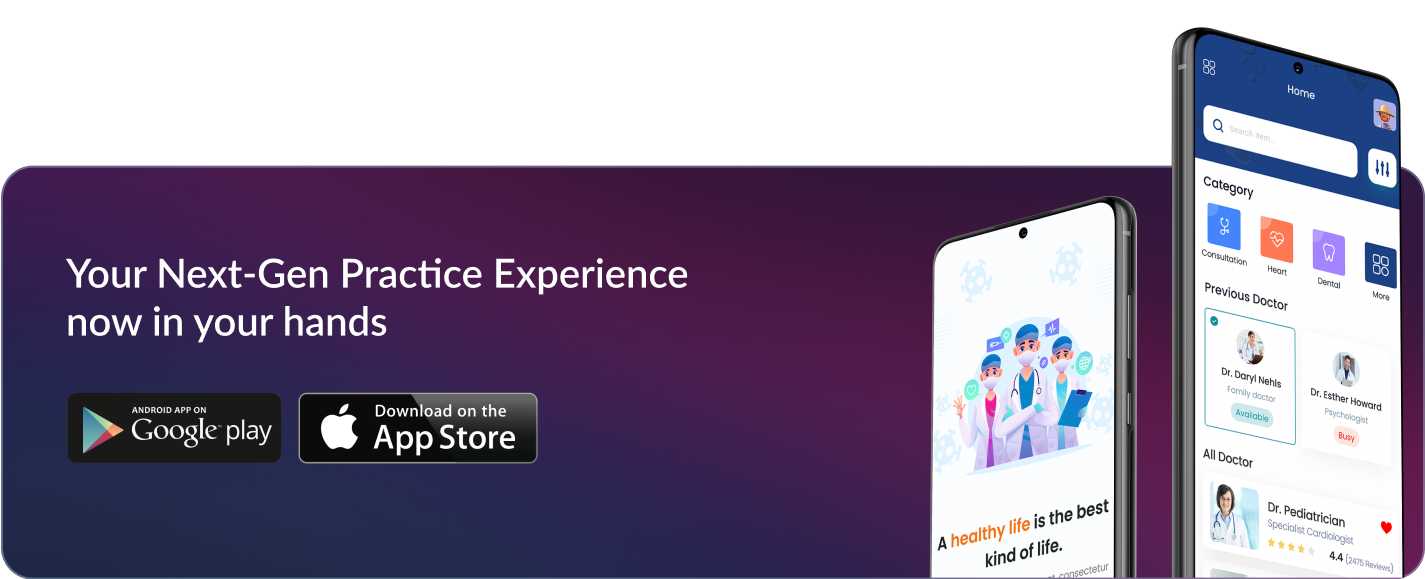 Your Next-Gen Practice Experience
now in your hands
ANDROID APP ON
Google play
Download on the
App Store
A healthy life is the best
kind of life.
consectetur
Home
Search item...
Category
Consultation
Heart
Dental
More
Previous Doctor
Dr. Daryl Nehls
Family doctor
Available
Dr. Esther Howard
Psychologist
Busy
All Doctor
Dr. Pediatrician
Specialist Cardiologist
4.4 (2475 Reviews)